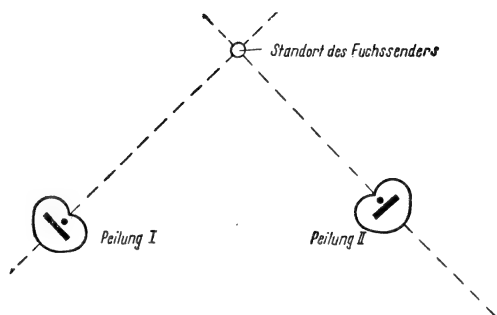 Standort des Fuchssenders
Peilung I
Peilung II